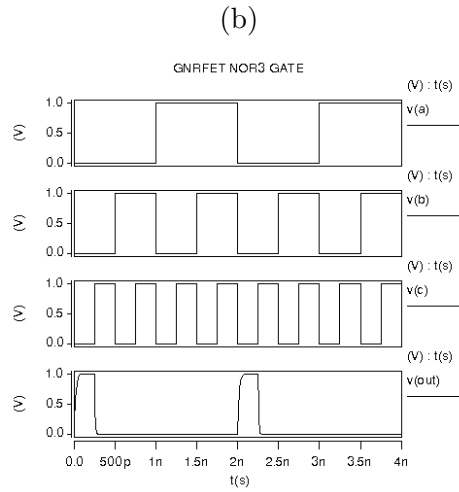 (b)
GNRFET NOR3 GATE
(V) : t(s)
v(a)
(V)
1.0
0.5
0.0
(V) : t(s)
v(b)
(V)
1.0
0.5
0.0
(V) : t(s)
v(c)
(V)
1.0
0.5
0.0
(V) : t(s)
v(out)
(V)
1.0
0.5
0.0
0.0 500p 1n 1.5n 2n 2.5n 3n 3.5n 4n
t(s)